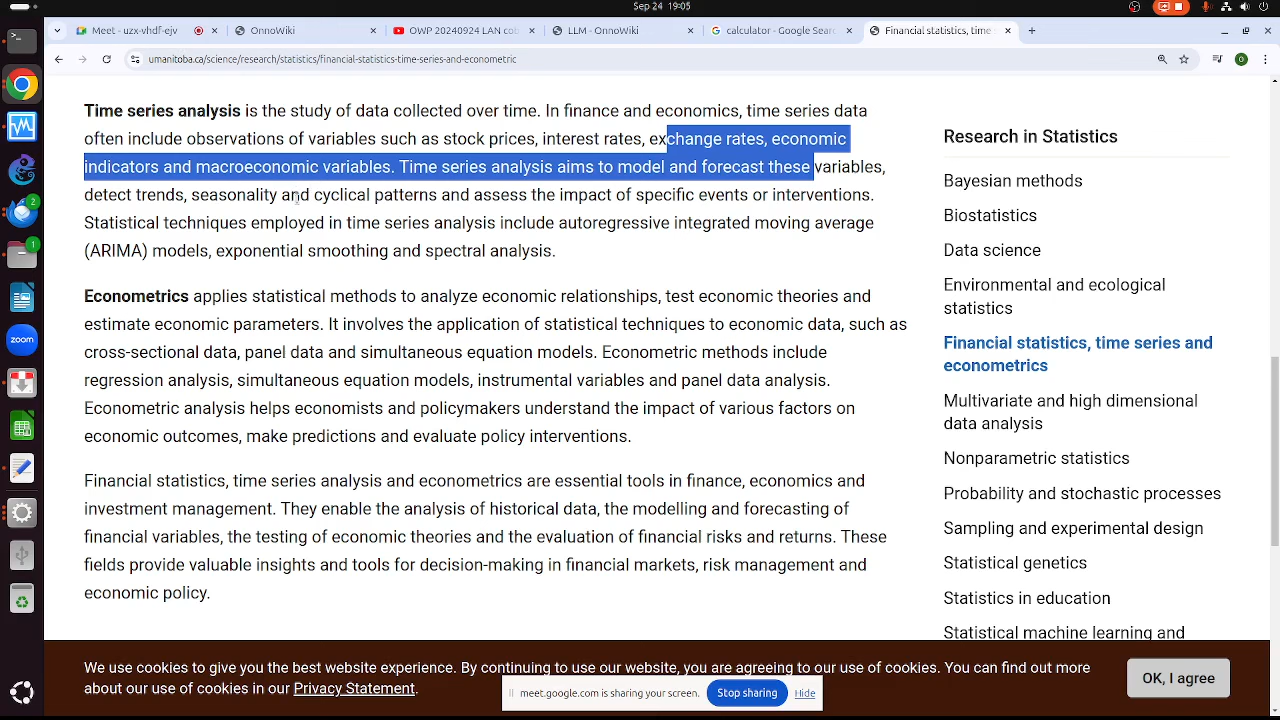 Sep 24 19:05
Meet - uzx-vhdf-ejv
OnnoWiki
OWP 20240924 LAN cob
LLM - OnnoWiki
calculator - Google Sear
Financial statistics, time
umanitoba.ca/science/research/statistics/financial-statistics-time-series-and-econometric
Time series analysis is the study of data collected over time. In finance and economics, time series data
often include observations of variables such as stock prices, interest rates, exchange rates, economic
indicators and macroeconomic variables. Time series analysis aims to model and forecast these variables,
detect trends, seasonality and cyclical patterns and assess the impact of specific events or interventions.
Statistical techniques employed in time series analysis include autoregressive integrated moving average
(ARIMA) models, exponential smoothing and spectral analysis.
Econometrics applies statistical methods to analyze economic relationships, test economic theories and
estimate economic parameters. It involves the application of statistical techniques to economic data, such as
cross-sectional data, panel data and simultaneous equation models. Econometric methods include
regression analysis, simultaneous equation models, instrumental variables and panel data analysis.
Econometric analysis helps economists and policymakers understand the impact of various factors on
economic outcomes, make predictions and evaluate policy interventions.
Financial statistics, time series analysis and econometrics are essential tools in finance, economics and
investment management. They enable the analysis of historical data, the modelling and forecasting of
financial variables, the testing of economic theories and the evaluation of financial risks and returns. These
fields provide valuable insights and tools for decision-making in financial markets, risk management and
economic policy.
Research in Statistics
Bayesian methods
Biostatistics
Data science
Environmental and ecological
statistics
Financial statistics, time series and
econometrics
Multivariate and high dimensional
data analysis
Nonparametric statistics
Probability and stochastic processes
Sampling and experimental design
Statistical genetics
Statistics in education
Statistical machine learning and
2
1
zoom
O
We use cookies to give you the best website experience. By continuing to use our website, you are agreeing to our use of cookies. You can find out more
about our use of cookies in our Privacy Statement.
OK, I agree
meet.google.com is sharing your screen.
Stop sharing
Hide